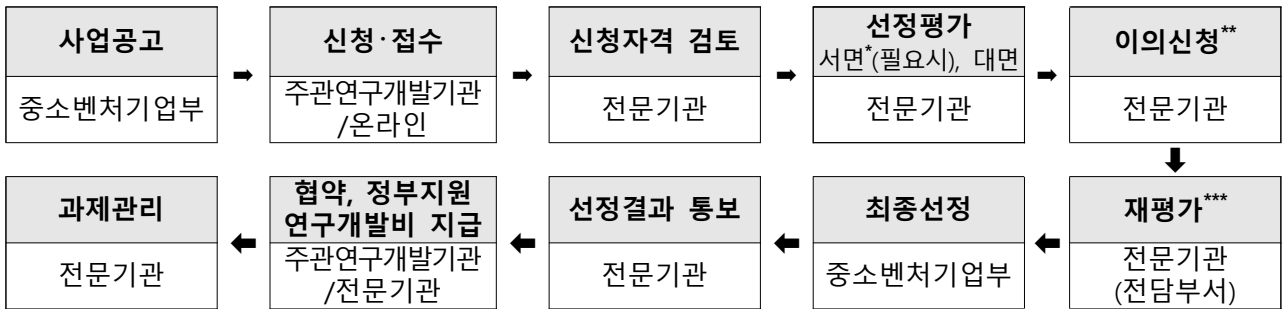 사업공고
중소벤처기업부
➡
신청·접수
주관연구개발기관
/온라인
➡
신청자격 검토
전문기관
➡
선정평가
서면*(필요시), 대면
전문기관
➡
이의신청**
전문기관
⬇
재평가***
전문기관
(전담부서)
⬅
최종선정
중소벤처기업부
⬅
선정결과 통보
전문기관
⬅
협약, 정부지원
연구개발비 지급
주관연구개발기관
/전문기관
⬅
과제관리
전문기관